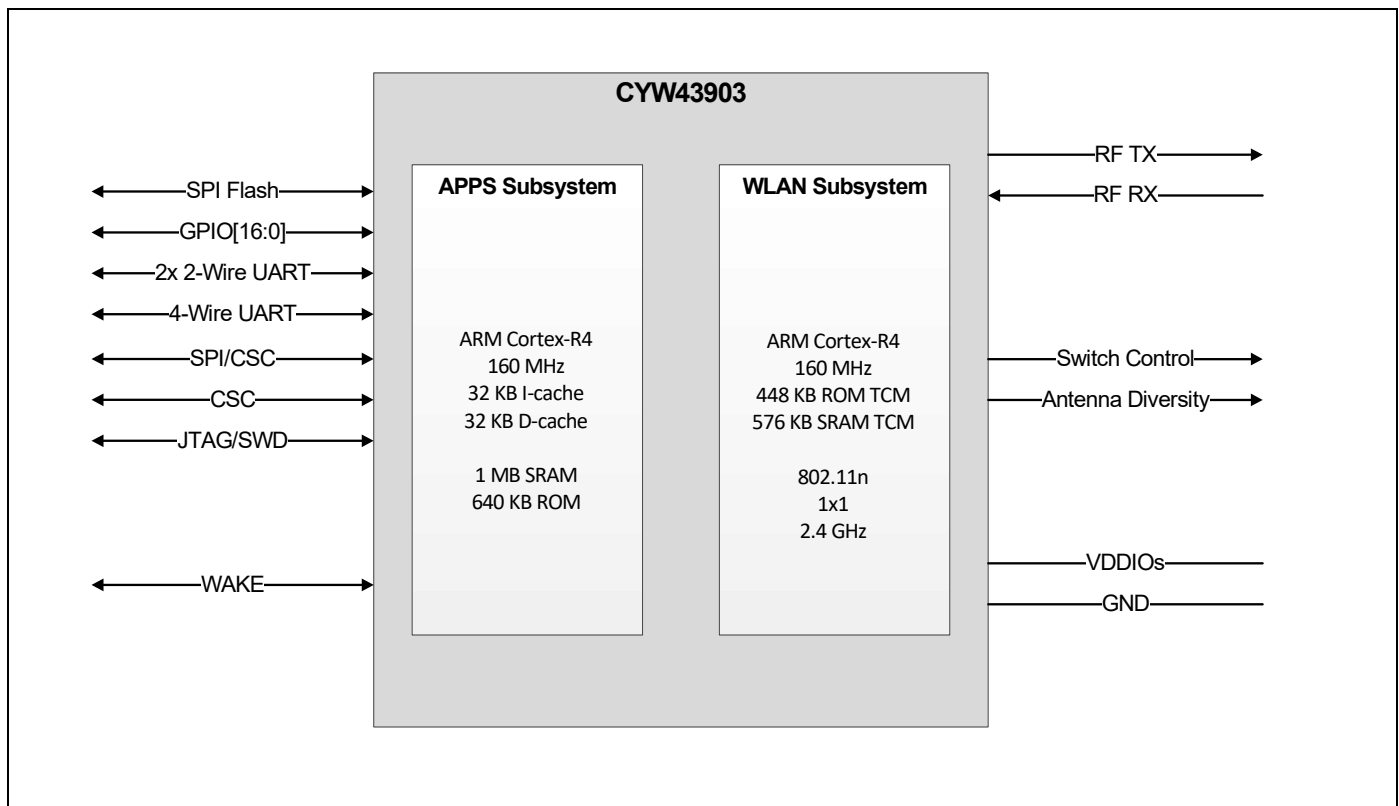 CYW43903
SPI Flash
GPIO[16:0]
2x 2-Wire UART
4-Wire UART
SPI/CSC
CSC
JTAG/SWD
WAKE
APPS Subsystem
ARM Cortex-R4
160 MHz
32 KB I-cache
32 KB D-cache
1 MB SRAM
640 KB ROM
WLAN Subsystem
ARM Cortex-R4
160 MHz
448 KB ROM TCM
576 KB SRAM TCM
802.11n
1x1
2.4 GHz
RF TX
RF RX
Switch Control
Antenna Diversity
VDDIOs
GND